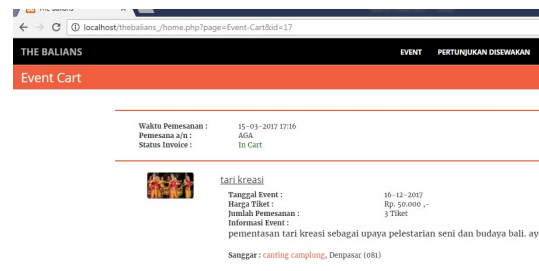 localhost/thebalians_/home.php?page=Event-Cart&id=17
THE BALIANS EVENT PERTUNJUKAN DISEWAKAN
Event Cart
Waktu Pemesanan : 15-03-2017 17:16
Pemesana a/n : AGA
Status Invoice : In Cart
tari kreasi
Tanggal Event : 16-12-2017
Harga Tiket : Rp. 50.000 ,-
Jumlah Pemesanan : 3 Tiket
Informasi Event :
pementasan tari kreasi sebagai upaya pelestarian seni dan budaya bali. ay
Sanggar : canting camplung, Denpasar (081)